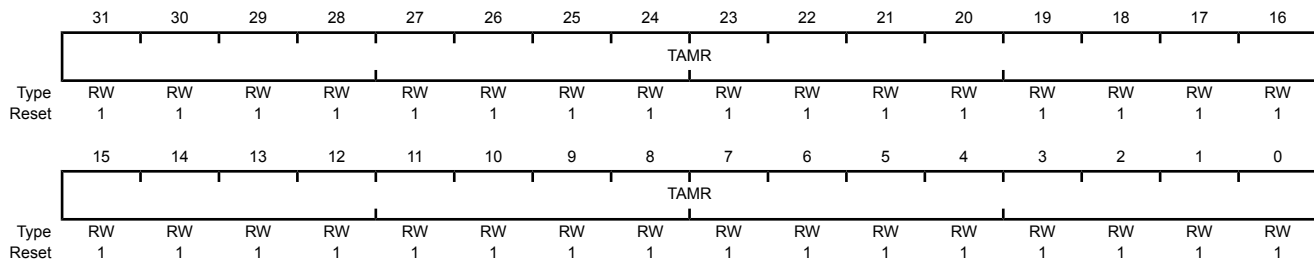 31 30 29 28 27 26 25 24 23 22 21 20 19 18 17 16
TAMR
Type RW RW RW RW RW RW RW RW RW RW RW RW RW RW RW RW
Reset 1 1 1 1 1 1 1 1 1 1 1 1 1 1 1 1
15 14 13 12 11 10 9 8 7 6 5 4 3 2 1 0
TAMR
Type RW RW RW RW RW RW RW RW RW RW RW RW RW RW RW RW
Reset 1 1 1 1 1 1 1 1 1 1 1 1 1 1 1 1